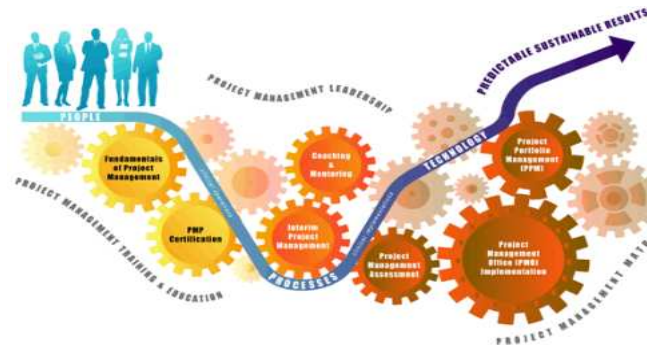 PREDICTABLE SUSTAINABLE RESULTS
PROJECT MANAGEMENT LEADERSHIP
PEOPLE
TECHNOLOGY
Fundamentals
of Project
Management
Coaching
&
Mentoring
Project
Portfolio
Management
(PPM)
PMP
Certification
Interim
Project
Management
Project
Management
Assessment
Project
Management
Office (PMO)
Implementation
PROCESSES
PROJECT MANAGEMENT TRAINING & EDUCATION
PROJECT MANAGEMENT MATU